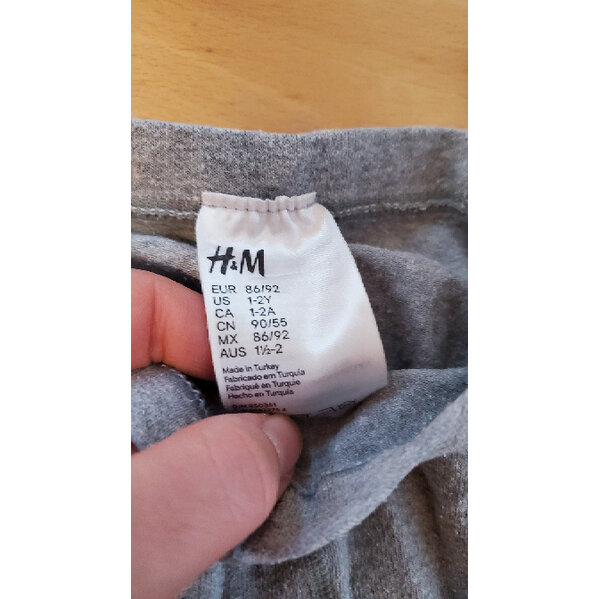 H&M
EUR 86/92
US 1-2Y
CA 1-2A
CN 90/55
MX 86/92
AUS 1½-2
Made in Turkey
Fabricado em Turquia
Fabriqué en Turquie
Hecho en Turquía